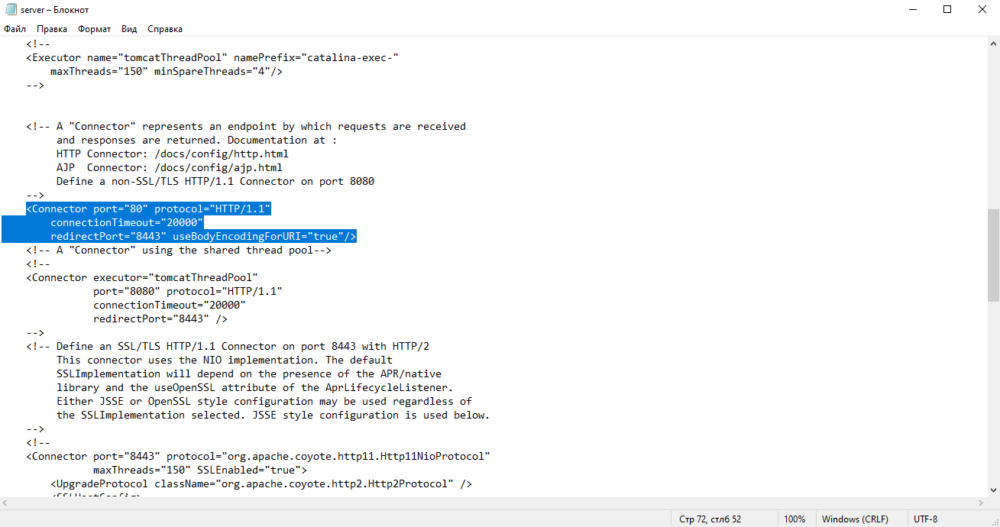 server – Блокнот
Файл Правка Формат Вид Справка
<!--
<Executor name="tomcatThreadPool" namePrefix="catalina-exec-"
maxThreads="150" minSpareThreads="4"/>
-->
<!-- A "Connector" represents an endpoint by which requests are received
and responses are returned. Documentation at :
HTTP Connector: /docs/config/http.html
AJP  Connector: /docs/config/ajp.html
Define a non-SSL/TLS HTTP/1.1 Connector on port 8080
-->
<Connector port="80" protocol="HTTP/1.1"
connectionTimeout="20000"
redirectPort="8443" useBodyEncodingForURI="true"/>
<!-- A "Connector" using the shared thread pool-->
<!--
<Connector executor="tomcatThreadPool"
port="8080" protocol="HTTP/1.1"
connectionTimeout="20000"
redirectPort="8443" />
-->
<!-- Define an SSL/TLS HTTP/1.1 Connector on port 8443 with HTTP/2
This connector uses the NIO implementation. The default
SSLImplementation will depend on the presence of the APR/native
library and the useOpenSSL attribute of the AprLifecycleListener.
Either JSSE or OpenSSL style configuration may be used regardless of
the SSLImplementation selected. JSSE style configuration is used below.
-->
<!--
<Connector port="8443" protocol="org.apache.coyote.http11.Http11NioProtocol"
maxThreads="150" SSLEnabled="true">
<UpgradeProtocol className="org.apache.coyote.http2.Http2Protocol" />
<SSLHostConfig>
Стр 72, стлб 52 100% Windows (CRLF) UTF-8